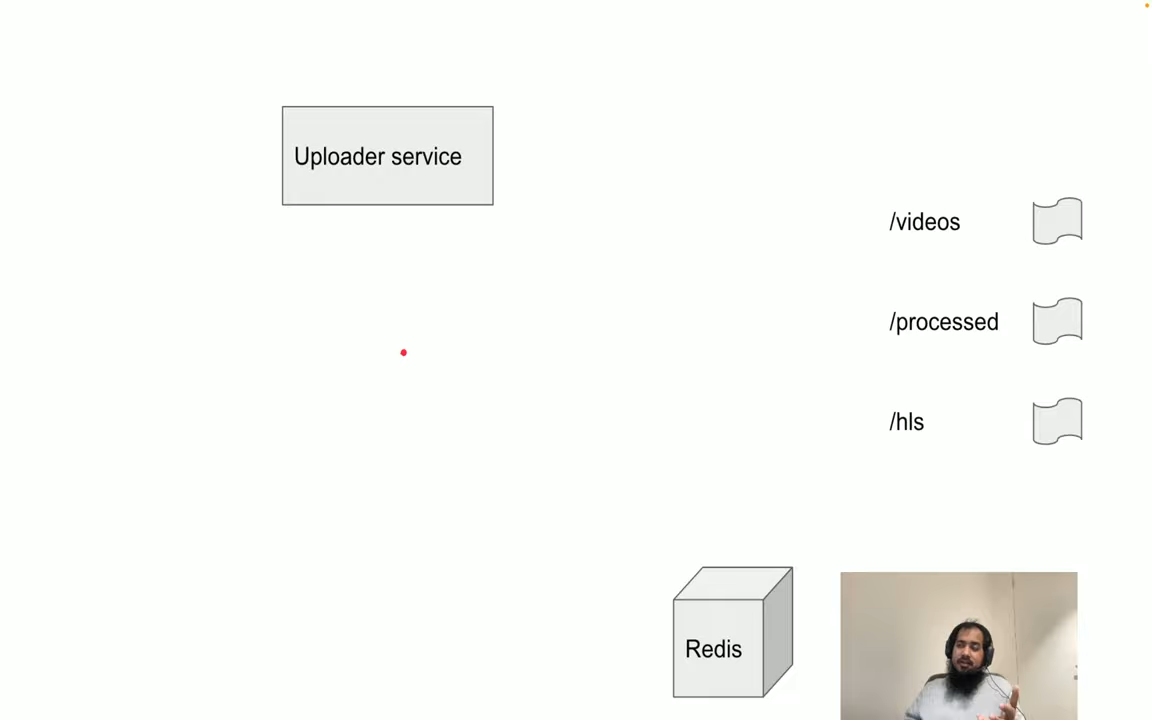 Uploader service
/videos
/processed
/hls
Redis